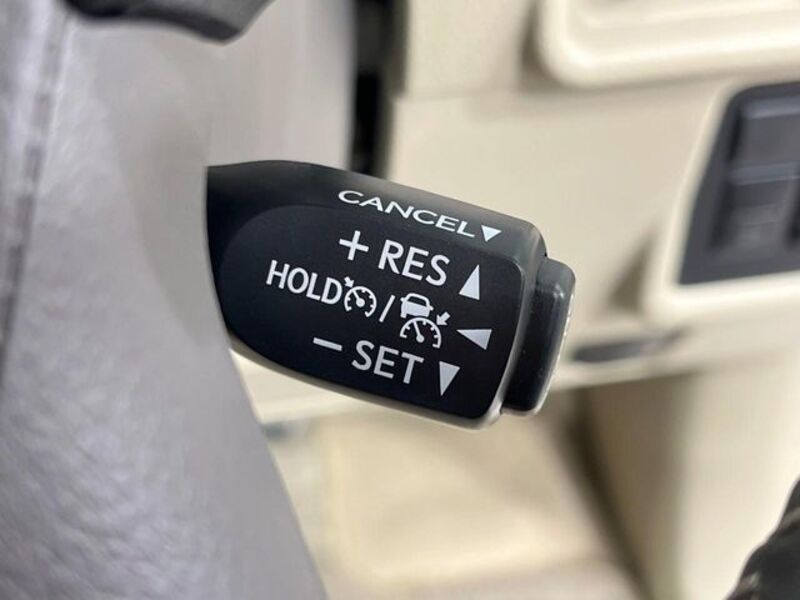 CANCEL▼
+ RES ▲
HOLD / ◀
− SET ▼